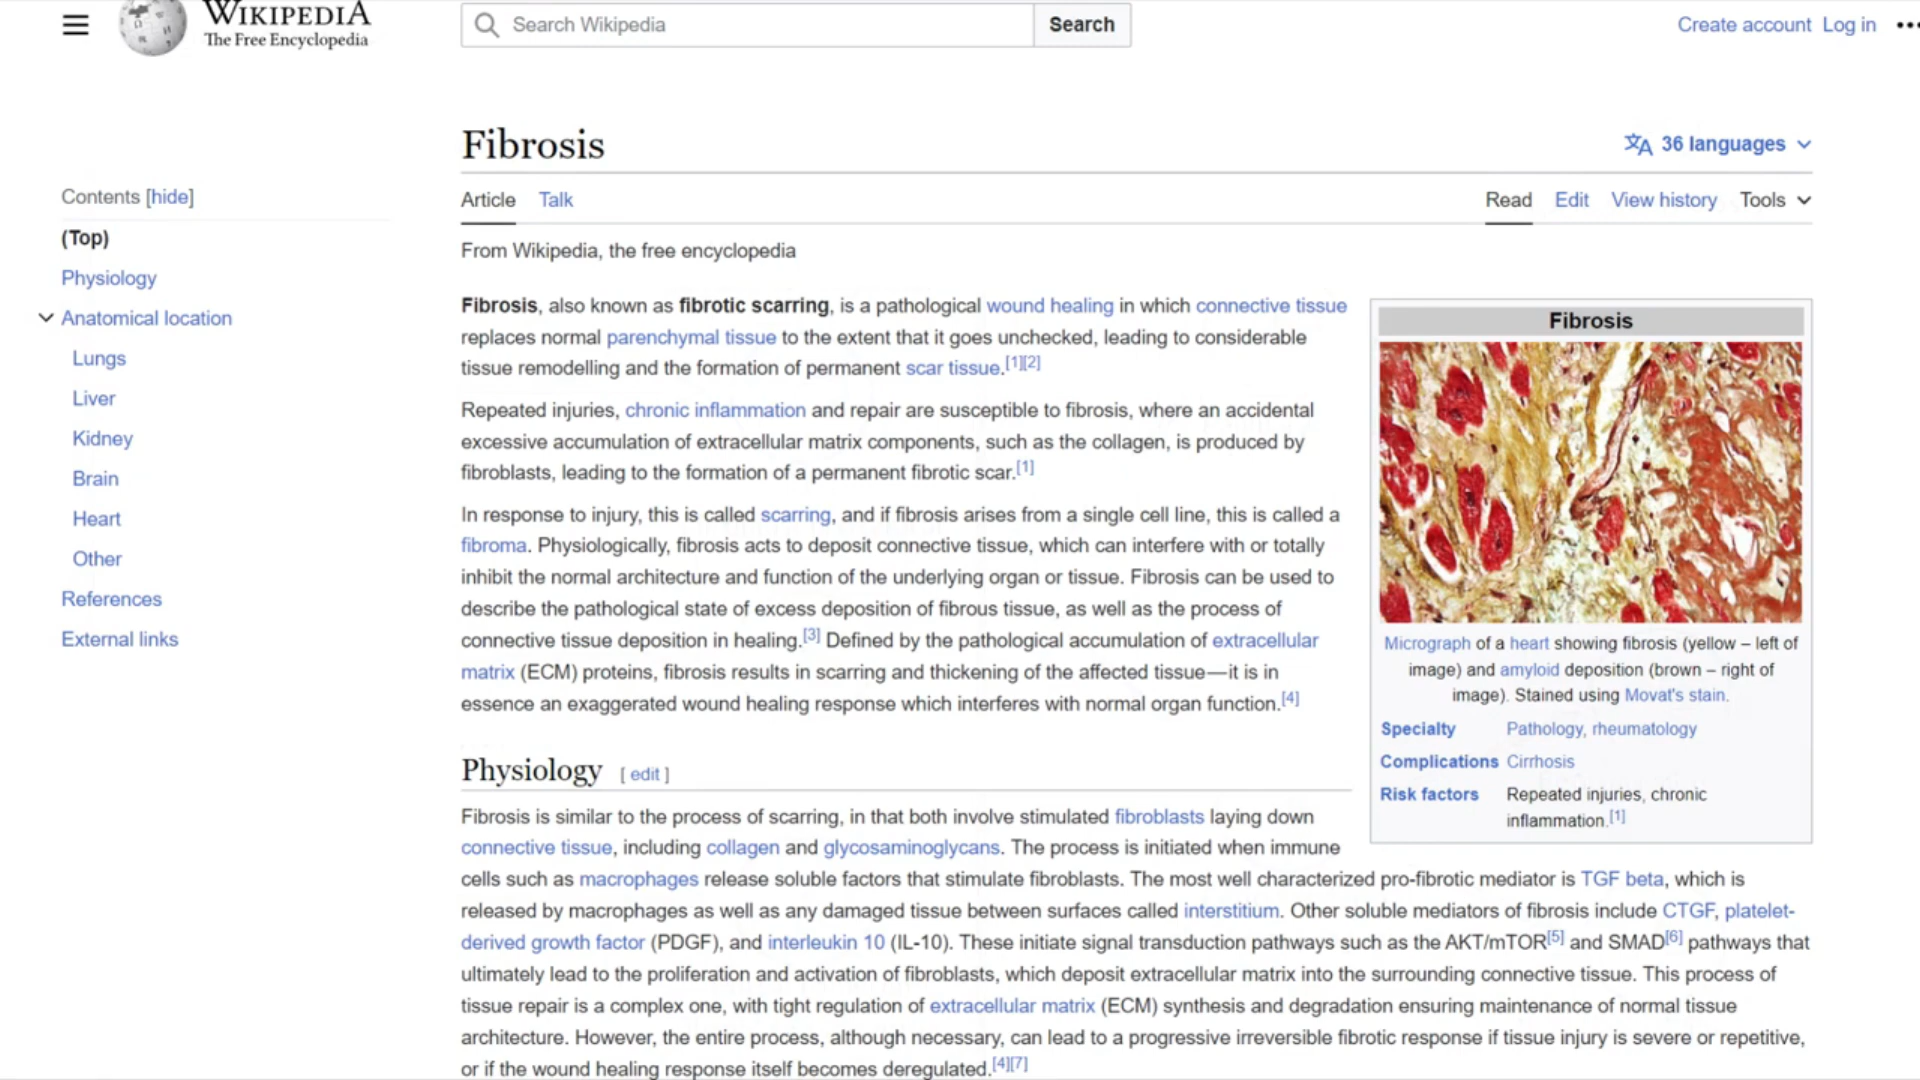 WIKIPEDIA
The Free Encyclopedia
Search Wikipedia
Search
Create account Log in
Fibrosis
36 languages
Contents [hide]
(Top)
Physiology
Anatomical location
Lungs
Liver
Kidney
Brain
Heart
Other
References
External links
Article Talk
Read Edit View history Tools
From Wikipedia, the free encyclopedia
Fibrosis, also known as fibrotic scarring, is a pathological wound healing in which connective tissue
replaces normal parenchymal tissue to the extent that it goes unchecked, leading to considerable
tissue remodelling and the formation of permanent scar tissue.[1][2]
Repeated injuries, chronic inflammation and repair are susceptible to fibrosis, where an accidental
excessive accumulation of extracellular matrix components, such as the collagen, is produced by
fibroblasts, leading to the formation of a permanent fibrotic scar.[1]
In response to injury, this is called scarring, and if fibrosis arises from a single cell line, this is called a
fibroma. Physiologically, fibrosis acts to deposit connective tissue, which can interfere with or totally
inhibit the normal architecture and function of the underlying organ or tissue. Fibrosis can be used to
describe the pathological state of excess deposition of fibrous tissue, as well as the process of
connective tissue deposition in healing.[3] Defined by the pathological accumulation of extracellular
matrix (ECM) proteins, fibrosis results in scarring and thickening of the affected tissue—it is in
essence an exaggerated wound healing response which interferes with normal organ function.[4]
Fibrosis
Micrograph of a heart showing fibrosis (yellow – left of
image) and amyloid deposition (brown – right of
image). Stained using Movat's stain.
Specialty Pathology, rheumatology
Complications Cirrhosis
Risk factors Repeated injuries, chronic
inflammation.[1]
Physiology [ edit ]
Fibrosis is similar to the process of scarring, in that both involve stimulated fibroblasts laying down
connective tissue, including collagen and glycosaminoglycans. The process is initiated when immune
cells such as macrophages release soluble factors that stimulate fibroblasts. The most well characterized pro-fibrotic mediator is TGF beta, which is
released by macrophages as well as any damaged tissue between surfaces called interstitium. Other soluble mediators of fibrosis include CTGF, platelet-
derived growth factor (PDGF), and interleukin 10 (IL-10). These initiate signal transduction pathways such as the AKT/mTOR[5] and SMAD[6] pathways that
ultimately lead to the proliferation and activation of fibroblasts, which deposit extracellular matrix into the surrounding connective tissue. This process of
tissue repair is a complex one, with tight regulation of extracellular matrix (ECM) synthesis and degradation ensuring maintenance of normal tissue
architecture. However, the entire process, although necessary, can lead to a progressive irreversible fibrotic response if tissue injury is severe or repetitive,
or if the wound healing response itself becomes deregulated.[4][7]